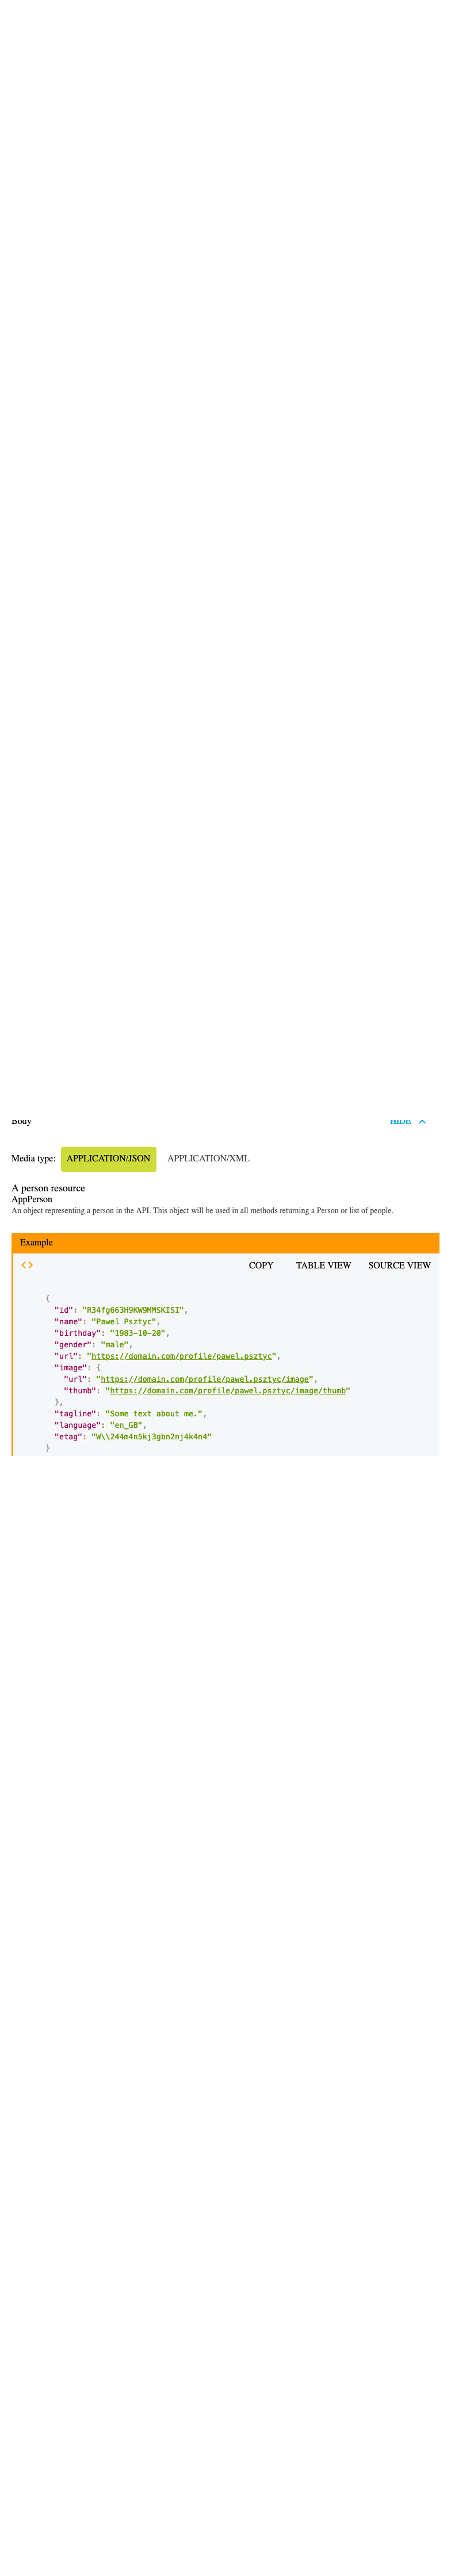 Body HIDE
Media type: APPLICATION/JSON APPLICATION/XML
A person resource
AppPerson
An object representing a person in the API. This object will be used in all methods returning a Person or list of people.
Example
COPY TABLE VIEW SOURCE VIEW
{
"id": "R34fg663H9KW9MMSKISI",
"name": "Pawel Psztyc",
"birthday": "1983-10-20",
"gender": "male",
"url": "https://domain.com/profile/pawel.psztyc",
"image": {
"url": "https://domain.com/profile/pawel.psztyc/image",
"thumb": "https://domain.com/profile/pawel.psztyc/image/thumb"
},
"tagline": "Some text about me.",
"language": "en_GB",
"etag": "W\\244m4n5kj3gbn2nj4k4n4"
}